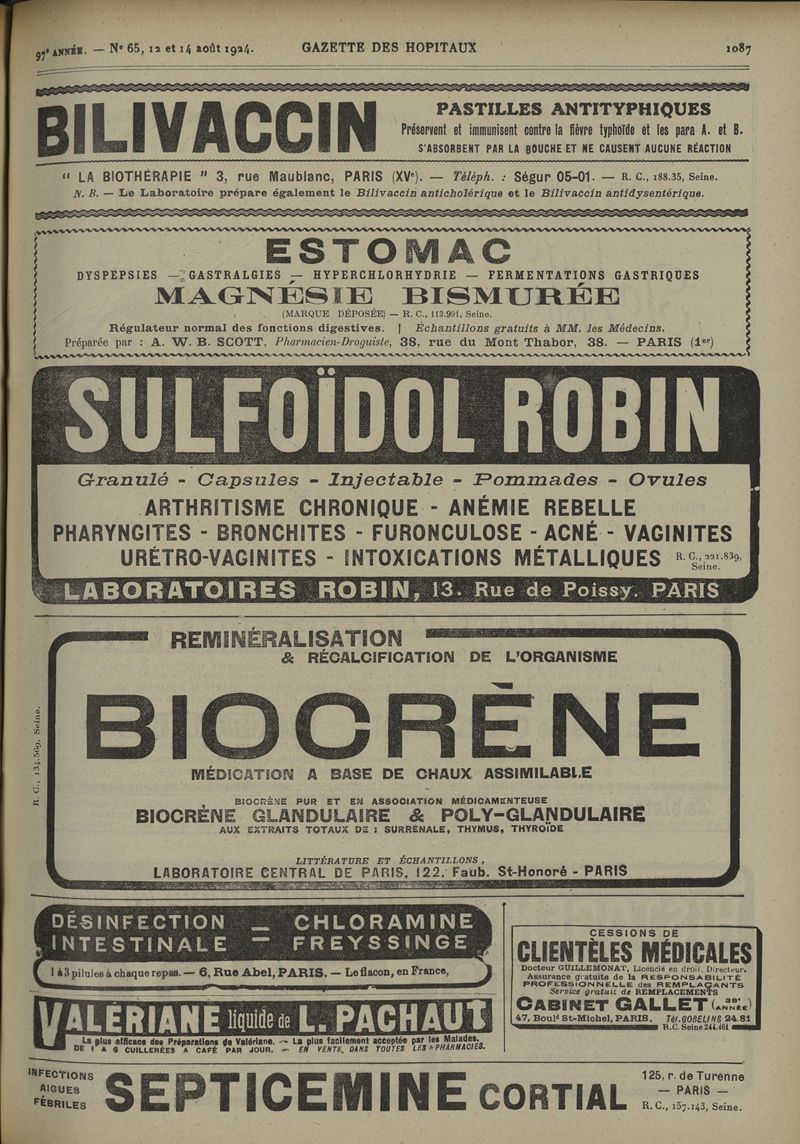 97e ANNÉE. — N° 65, 12 et 14 août 1924. GAZETTE DES HOPITAUX 1087
BILIVACCIN
PASTILLES ANTITYPHIQUES
Préservent et immunisent contre la fièvre typhoïde et les para A. et B.
S'ABSORBENT PAR LA BOUCHE ET NE CAUSENT AUCUNE RÉACTION
" LA BIOTHÉRAPIE " 3, rue Maublanc, PARIS (XVe). — Téléph. : Ségur 05-01. — R. C., 188.35, Seine.
N. B. — Le Laboratoire prépare également le Bilivaccin anticholérique et le Bilivaccin antidysentérique.
ESTOMAC
DYSPEPSIES — GASTRALGIES — HYPERCHLORHYDRIE — FERMENTATIONS GASTRIQUES
MAGNÉSIE BISMURÉE
(MARQUE DÉPOSÉE) — R. C., 113.991, Seine.
Régulateur normal des fonctions digestives. | Échantillons gratuits à MM. les Médecins.
Préparée par : A. W. B. SCOTT, Pharmacien-Droguiste, 38, rue du Mont Thabor, 38. — PARIS (1er)
SULFOÏDOL ROBIN
Granulé - Capsules - Injectable - Pommades - Ovules
ARTHRITISME CHRONIQUE - ANÉMIE REBELLE
PHARYNGITES - BRONCHITES - FURONCULOSE - ACNÉ - VAGINITES
URÉTRO-VAGINITES - INTOXICATIONS MÉTALLIQUES R. C., 221.839, Seine.
LABORATOIRES ROBIN, 13. Rue de Poissy. PARIS
REMINÉRALISATION
& RÉCALCIFICATION DE L'ORGANISME
BIOCRÈNE
MÉDICATION A BASE DE CHAUX ASSIMILABLE
BIOCRÈNE PUR ET EN ASSOCIATION MÉDICAMENTEUSE
BIOCRÈNE GLANDULAIRE & POLY-GLANDULAIRE
AUX EXTRAITS TOTAUX DE : SURRÉNALE, THYMUS, THYROÏDE
LITTÉRATURE ET ÉCHANTILLONS,
LABORATOIRE CENTRAL DE PARIS, 122. Faub. St-Honoré - PARIS
R. C., 134.569, Seine.
DÉSINFECTION — CHLORAMINE
INTESTINALE — FREYSSINGE
1 à 3 pilules à chaque repas. — 6, Rue Abel, PARIS. — Le flacon, en France,
VALÉRIANE liquide de L. PACHAUT
La plus efficace des Préparations de Valériane. — La plus facilement acceptée par les Malades.
DE 1 A 6 CUILLERÉES A CAFÉ PAR JOUR. — EN VENTE, DANS TOUTES LES PHARMACIES.
CESSIONS DE
CLIENTÈLES MÉDICALES
Docteur GUILLEMONAT, Licencié en droit, Directeur.
Assurance gratuite de la RESPONSABILITÉ
PROFESSIONNELLE des REMPLAÇANTS
Service gratuit de REMPLACEMENTS
CABINET GALLET (38e ANNÉE)
47, Bould St-Michel, PARIS. Tél. GOBELINS 24.81
R.C. Seine 244.461
INFECTIONS
AIGUES
FÉBRILES
SEPTICEMINE CORTIAL
125, r. de Turenne
— PARIS —
R. C., 157.143, Seine.